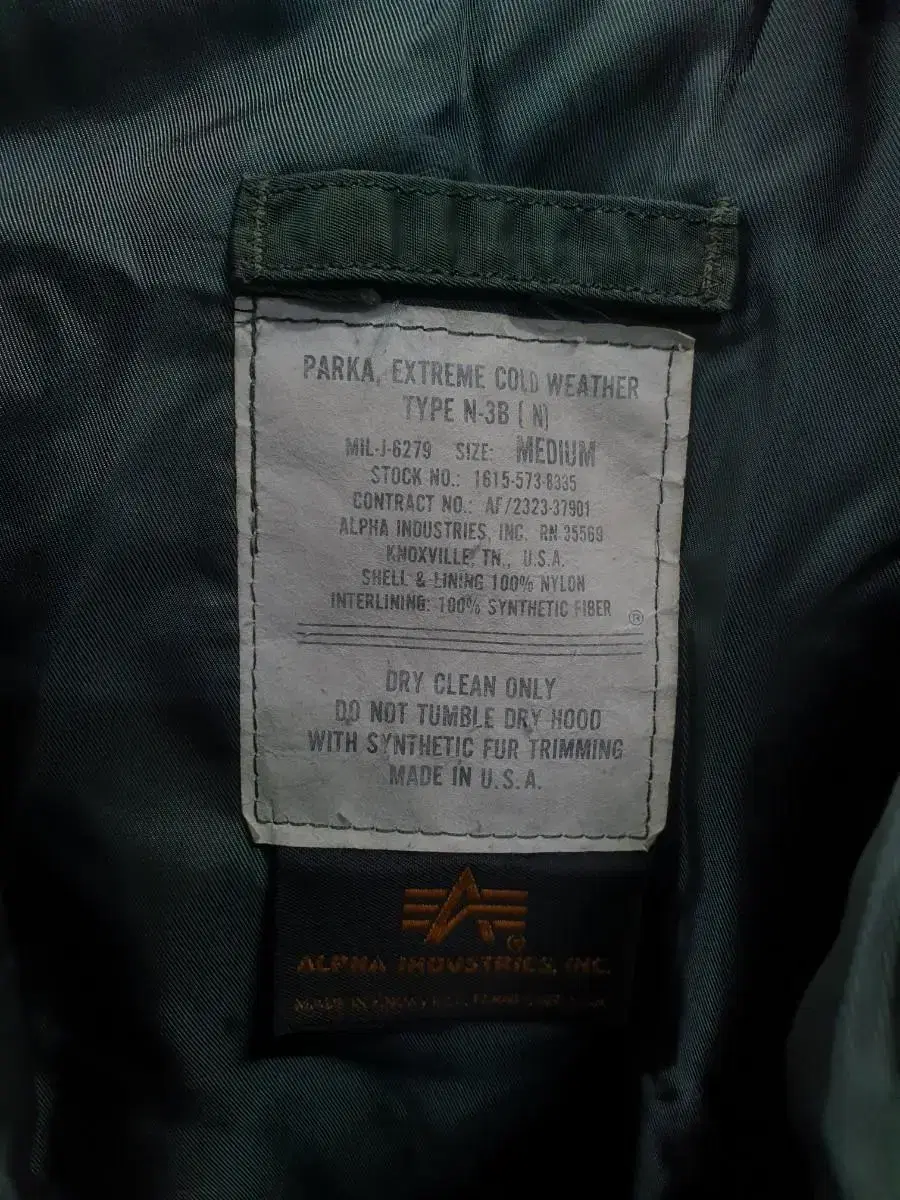 PARKA, EXTREME COLD WEATHER
TYPE N-3B ( N)
MIL-J-6279 SIZE: MEDIUM
STOCK NO.: 1615-573-8335
CONTRACT NO.: AF/2323-37901
ALPHA INDUSTRIES, INC. RN 35569
KNOXVILLE, TN., U.S.A.
SHELL & LINING 100% NYLON
INTERLINING: 100% SYNTHETIC FIBER ®
DRY CLEAN ONLY
DO NOT TUMBLE DRY HOOD
WITH SYNTHETIC FUR TRIMMING
MADE IN U.S.A.
®
ALPHA INDUSTRIES, INC.
MADE IN